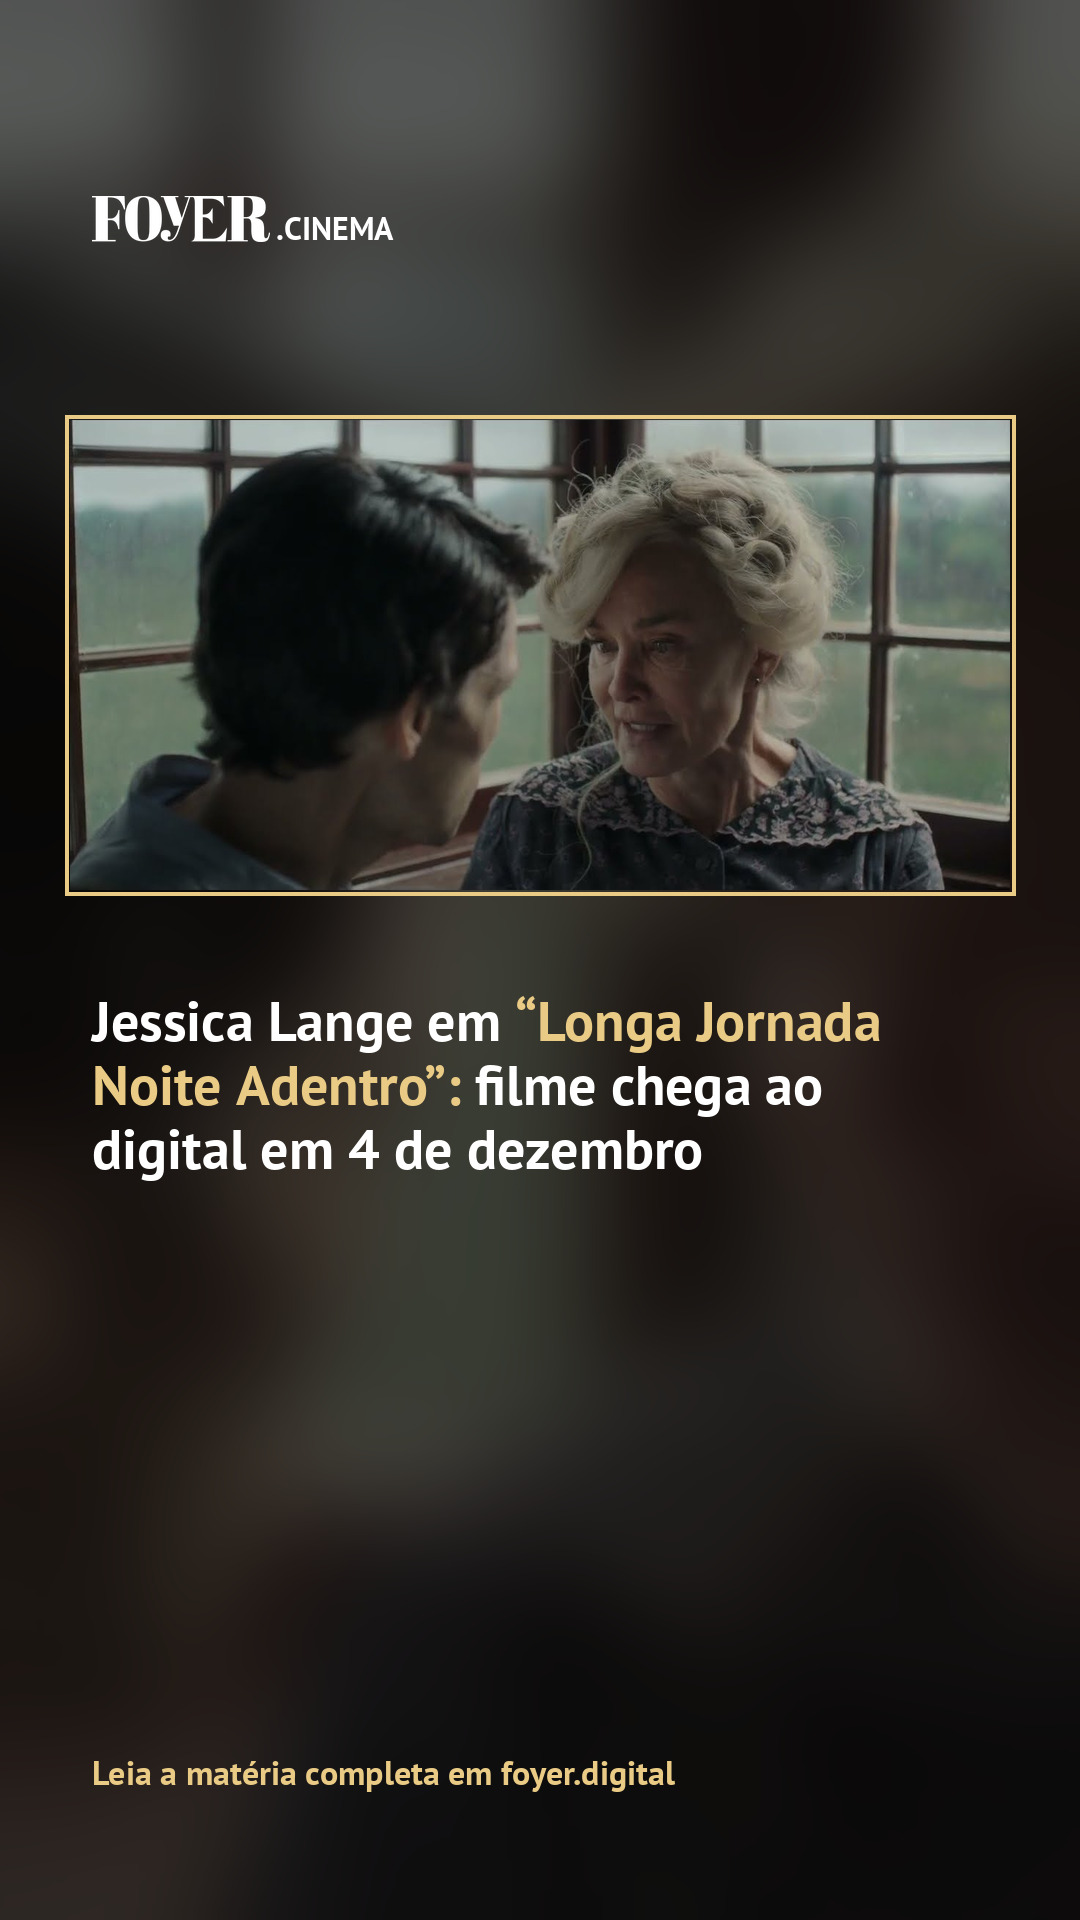 FOYER .CINEMA
Jessica Lange em “Longa Jornada
Noite Adentro”: filme chega ao
digital em 4 de dezembro
Leia a matéria completa em foyer.digital